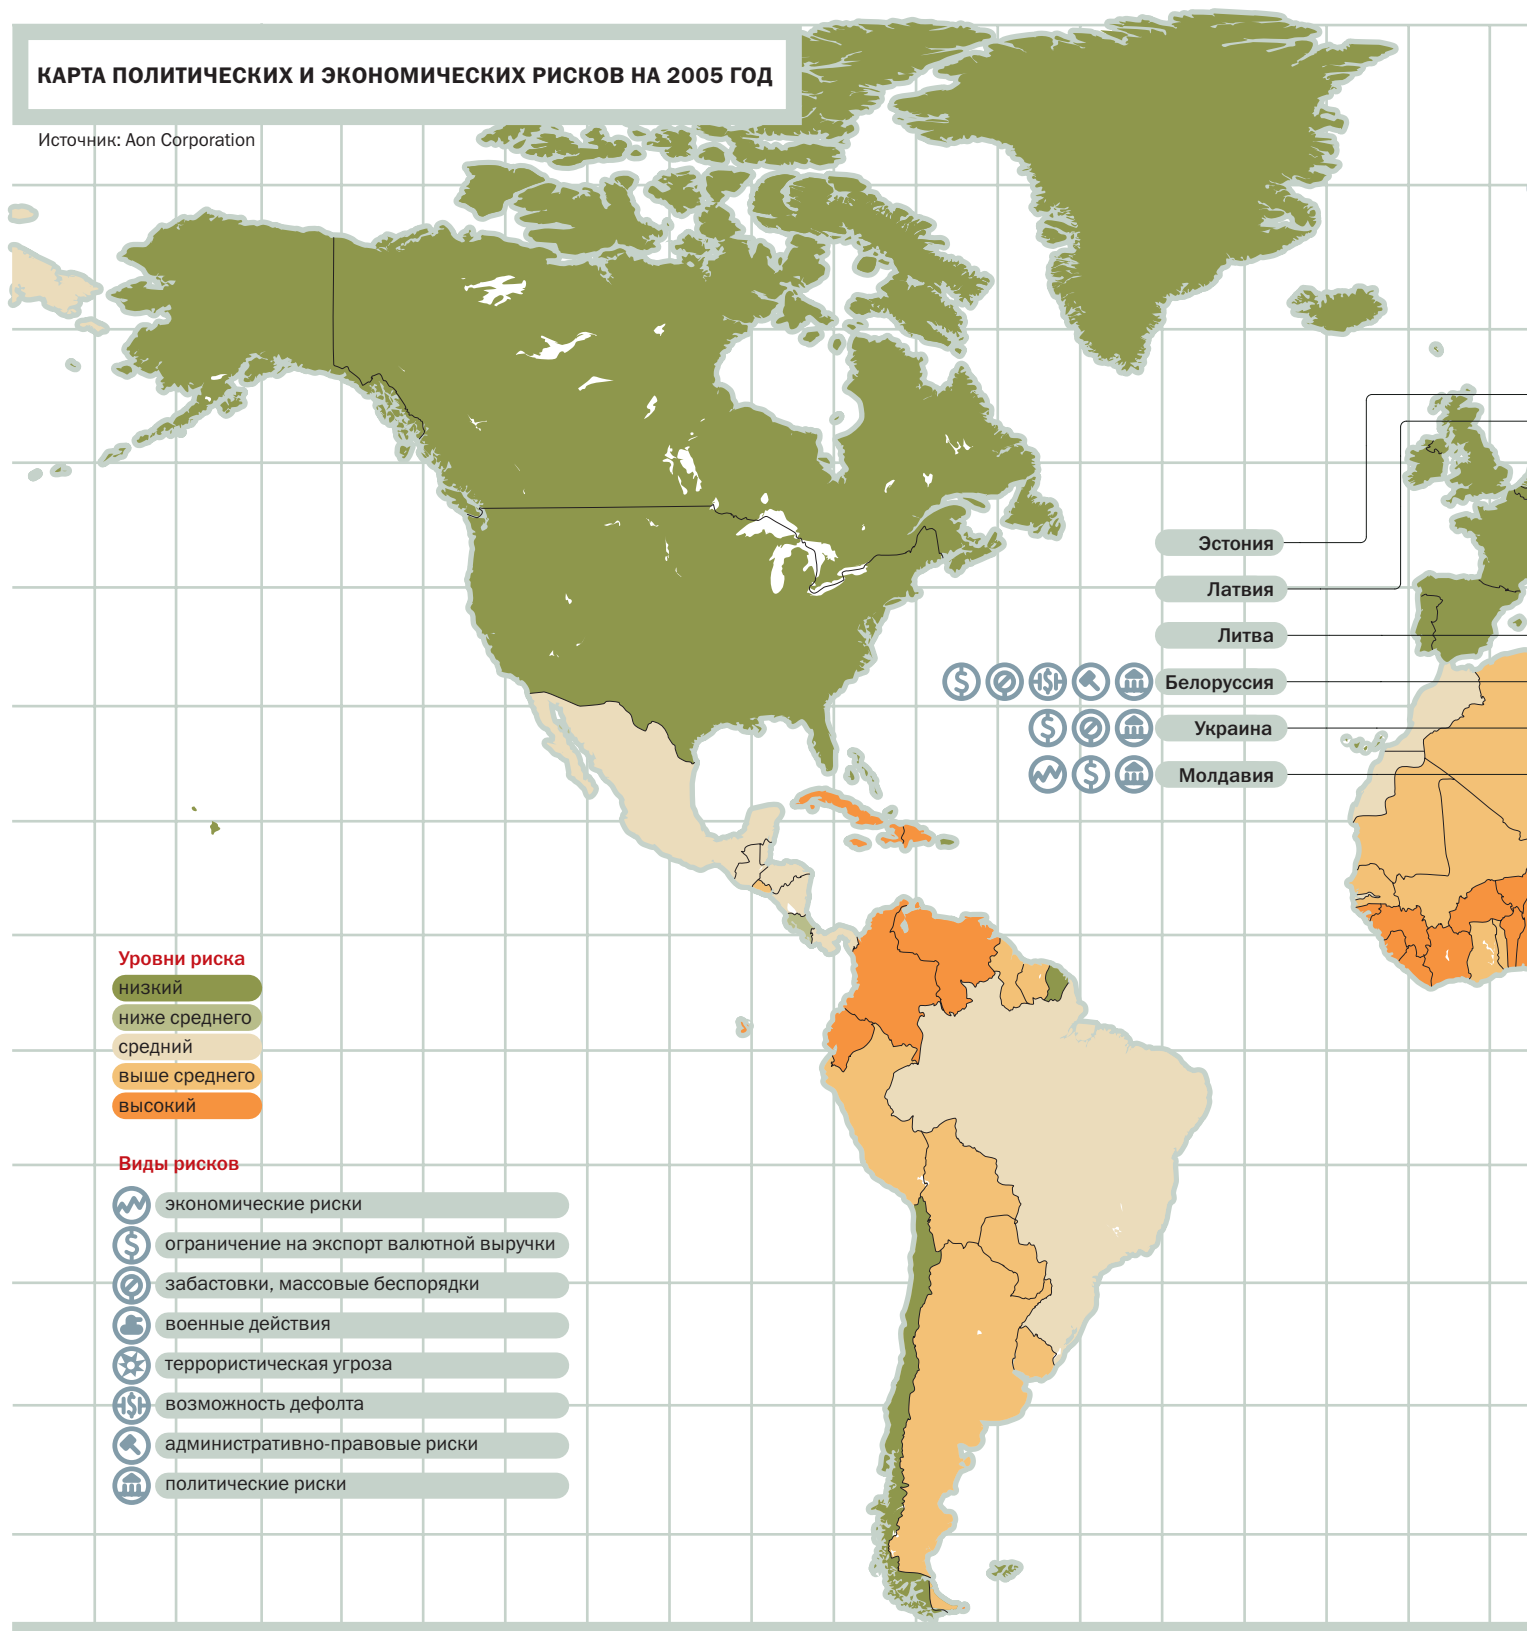 КАРТА ПОЛИТИЧЕСКИХ И ЭКОНОМИЧЕСКИХ РИСКОВ НА 2005 ГОД
Источник: Aon Corporation
Эстония
Латвия
Литва
Белоруссия
Украина
Молдавия
Уровни риска
низкий
ниже среднего
средний
выше среднего
высокий
Виды рисков
экономические риски
ограничение на экспорт валютной выручки
забастовки, массовые беспорядки
военные действия
террористическая угроза
возможность дефолта
административно-правовые риски
политические риски